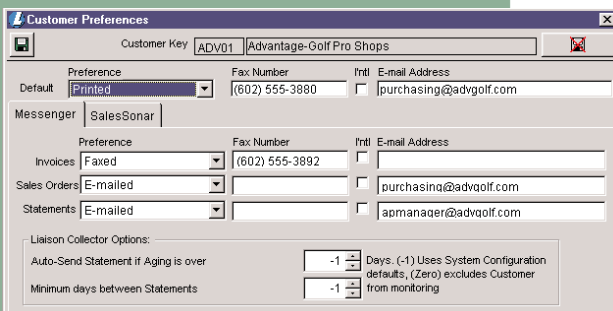 Customer Preferences
Customer Key ADV01 Advantage-Golf Pro Shops
Preference Fax Number I'ntl E-mail Address
Default Printed (602) 555-3880 purchasing@advgolf.com
Messenger SalesSonar
Preference Fax Number I'ntl E-mail Address
Invoices Faxed (602) 555-3892
Sales Orders E-mailed purchasing@advgolf.com
Statements E-mailed apmanager@advgolf.com
Liaison Collector Options:
Auto-Send Statement if Aging is over -1 Days. (-1) Uses System Configuration
defaults, (Zero) excludes Customer
Minimum days between Statements -1 from monitoring